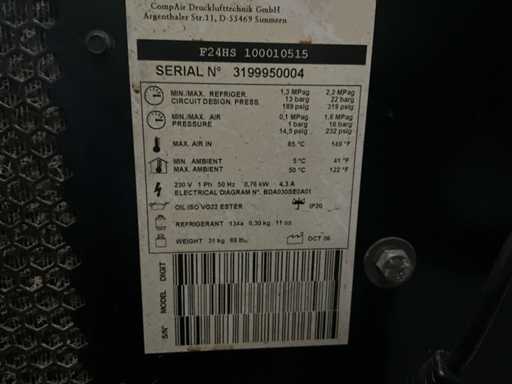 CompAir Drucklufttechnik GmbH
Argenthaler Str.11, D-55469 Simmern
F24HS 100010515
SERIAL N° 3199950004
MIN./MAX. REFRIGER. 1,3 MPag 2,2 MPag
CIRCUIT DESIGN. PRESS. 13 barg 22 barg
189 psig 319 psig
MIN./MAX. AIR 0,1 MPag 1,6 MPag
PRESSURE 1 barg 16 barg
14,5 psig 232 psig
MAX. AIR IN 65 °C 149 °F
MIN. AMBIENT 5 °C 41 °F
MAX. AMBIENT 50 °C 122 °F
230 V 1 Ph 50 Hz 0,76 kW 4,3 A
ELECTRICAL DIAGRAM N°. BDA030SE0A01
OIL ISO VG22 ESTER IP20
REFRIGERANT 134a 0,30 kg 11 oz
WEIGHT 31 kg 68 lbs OCT 06
S/N° MODEL DIGIT